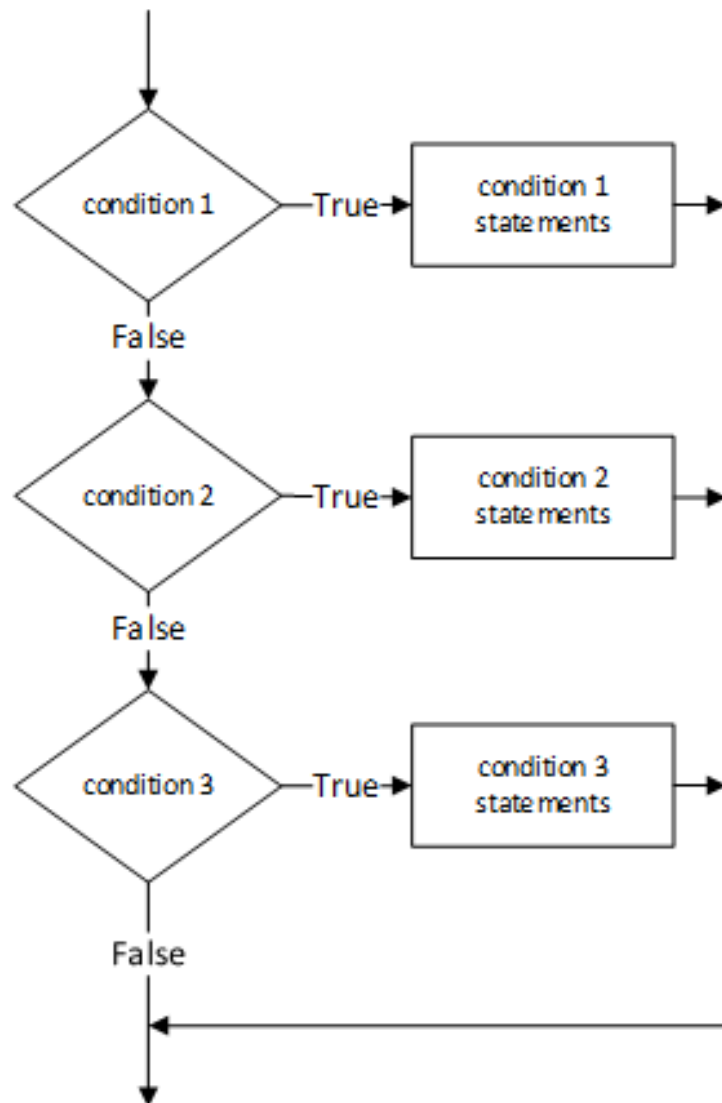 condition 1
True
condition 1
statements
False
condition 2
True
condition 2
statements
False
condition 3
True
condition 3
statements
False